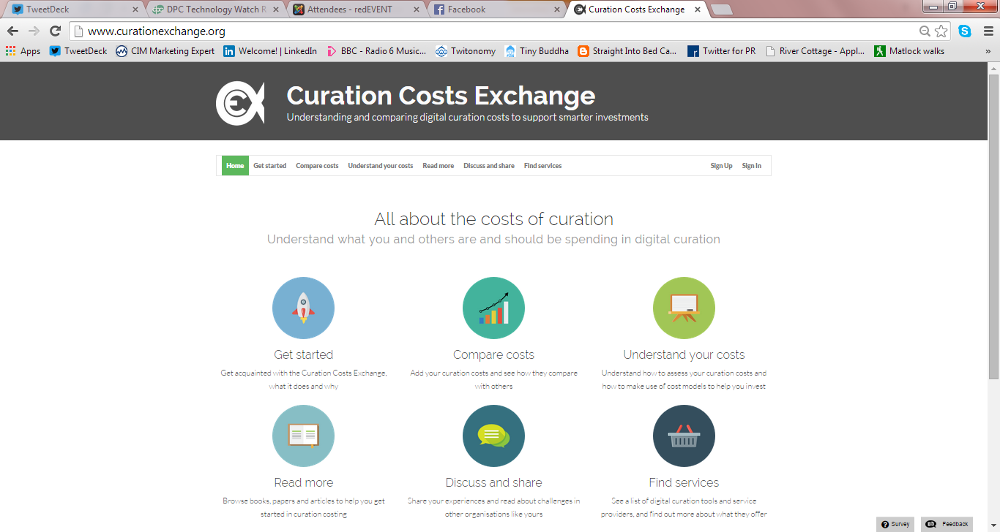 TweetDeck
DPC Technology Watch R
Attendees - redEVENT
Facebook
Curation Costs Exchange
www.curationexchange.org
Apps
TweetDeck
CIM Marketing Expert
Welcome! | LinkedIn
BBC - Radio 6 Music...
Twitonomy
Tiny Buddha
Straight Into Bed Ca...
Twitter for PR
River Cottage - Appl...
Matlock walks
»
Curation Costs Exchange
Understanding and comparing digital curation costs to support smarter investments
Home
Get started
Compare costs
Understand your costs
Read more
Discuss and share
Find services
Sign Up
Sign In
All about the costs of curation
Understand what you and others are and should be spending in digital curation
Get started
Get acquainted with the Curation Costs Exchange,
what it does and why
Compare costs
Add your curation costs and see how they compare
with others
Understand your costs
Understand how to assess your curation costs and
how to make use of cost models to help you invest
Read more
Browse books, papers and articles to help you get
started in curation costing
Discuss and share
Share your experiences and read about challenges in
other organisations like yours
Find services
See a list of digital curation tools and service
providers, and find out more about what they offer
Survey
Feedback